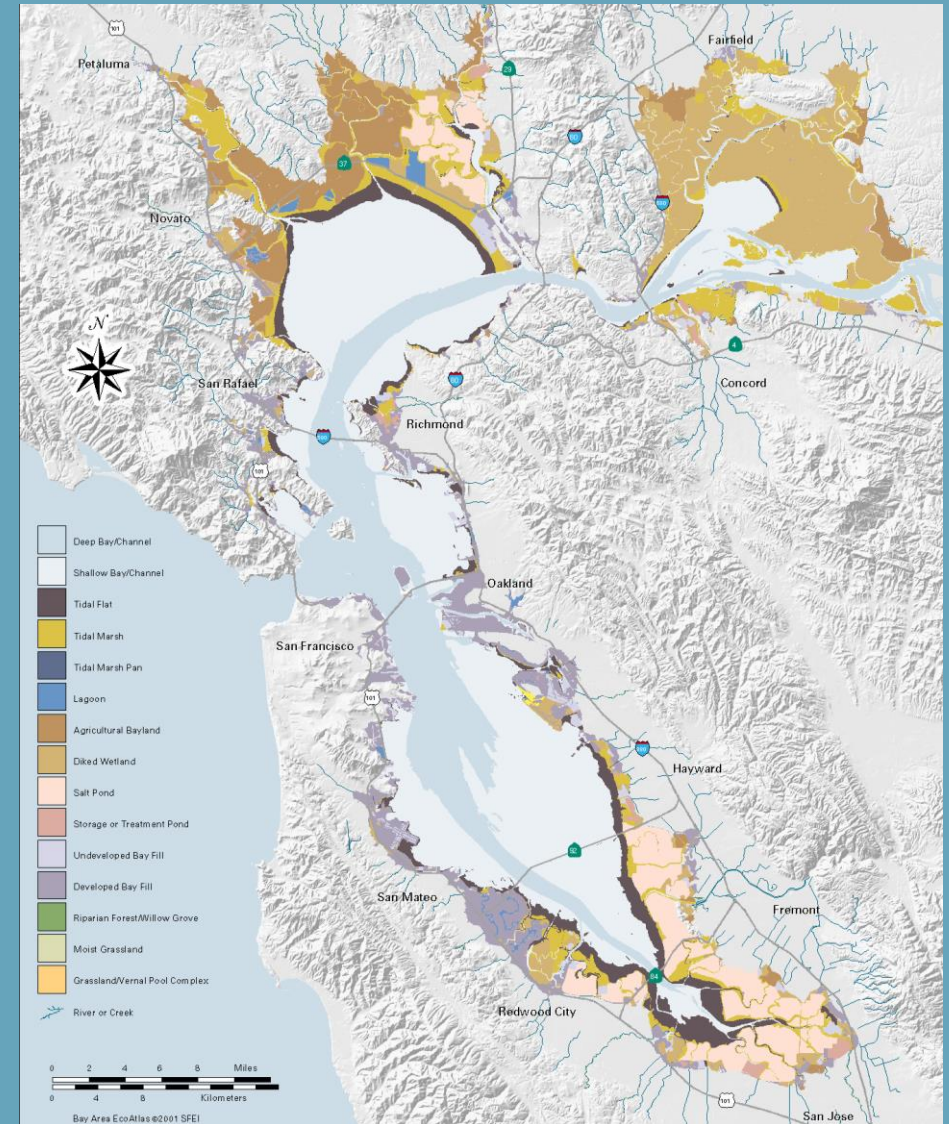 101
Petaluma
Fairfield
29
80
37
680
Novato
N
4
San Rafael
80
Concord
Richmond
101
Oakland
San Francisco
101
Hayward
92
San Mateo
Fremont
84
Redwood City
101
San Jose
Deep Bay/Channel
Shallow Bay/Channel
Tidal Flat
Tidal Marsh
Tidal Marsh Pan
Lagoon
Agricultural Bayland
Diked Wetland
Salt Pond
Storage or Treatment Pond
Undeveloped Bay Fill
Developed Bay Fill
Riparian Forest/Willow Grove
Moist Grassland
Grassland/Vernal Pool Complex
River or Creek
0 2 4 6 8 Miles
0 4 8 Kilometers
Bay Area EcoAtlas ©2001 SFEI